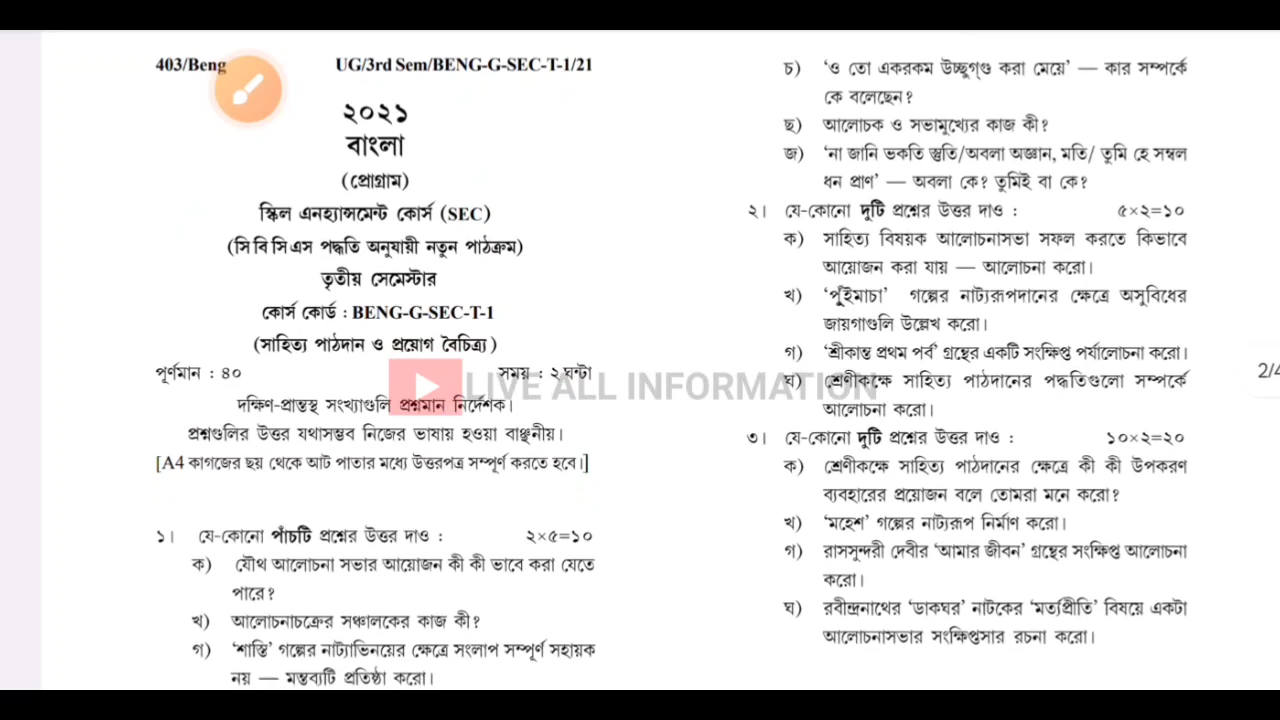 403/Beng UG/3rd Sem/BENG-G-SEC-T-1/21
২০২১
বাংলা
(প্রোগ্রাম)
স্কিল এনহ্যান্সমেন্ট কোর্স (SEC)
(সি বি সি এস পদ্ধতি অনুযায়ী নতুন পাঠক্রম)
তৃতীয় সেমেস্টার
কোর্স কোর্ড : BENG-G-SEC-T-1
(সাহিত্য পাঠদান ও প্রয়োগ বৈচিত্র্য)
পূর্ণমান : ৪০ সময় : ২ ঘন্টা
দক্ষিণ-প্রান্তস্থ সংখ্যাগুলি প্রশ্নমান নির্দেশক।
প্রশ্নগুলির উত্তর যথাসম্ভব নিজের ভাষায় হওয়া বাঞ্ছনীয়।
[A4 কাগজের ছয় থেকে আট পাতার মধ্যে উত্তরপত্র সম্পূর্ণ করতে হবে।]
১। যে-কোনো পাঁচটি প্রশ্নের উত্তর দাও : ২×৫=১০
ক) যৌথ আলোচনা সভার আয়োজন কী কী ভাবে করা যেতে
পারে?
খ) আলোচনাচক্রের সঞ্চালকের কাজ কী?
গ) ‘শাস্তি’ গল্পের নাট্যাভিনয়ের ক্ষেত্রে সংলাপ সম্পূর্ণ সহায়ক
নয় — মন্তব্যটি প্রতিষ্ঠা করো।
চ) ‘ও তো একরকম উচ্ছুগ্গু করা মেয়ে’ — কার সম্পর্কে
কে বলেছেন?
ছ) আলোচক ও সভামুখ্যের কাজ কী?
জ) ‘না জানি ভকতি স্তুতি/অবলা অজ্ঞান, মতি/ তুমি হে সম্বল
ধন প্রাণ’ — অবলা কে? তুমিই বা কে?
২। যে-কোনো দুটি প্রশ্নের উত্তর দাও : ৫×২=১০
ক) সাহিত্য বিষয়ক আলোচনাসভা সফল করতে কিভাবে
আয়োজন করা যায় — আলোচনা করো।
খ) ‘পুঁইমাচা’ গল্পের নাট্যরূপদানের ক্ষেত্রে অসুবিধের
জায়গাগুলি উল্লেখ করো।
গ) ‘শ্রীকান্ত প্রথম পর্ব’ গ্রন্থের একটি সংক্ষিপ্ত পর্যালোচনা করো।
ঘ) শ্রেণীকক্ষে সাহিত্য পাঠদানের পদ্ধতিগুলো সম্পর্কে
আলোচনা করো।
৩। যে-কোনো দুটি প্রশ্নের উত্তর দাও : ১০×২=২০
ক) শ্রেণীকক্ষে সাহিত্য পাঠদানের ক্ষেত্রে কী কী উপকরণ
ব্যবহারের প্রয়োজন বলে তোমরা মনে করো?
খ) ‘মহেশ’ গল্পের নাট্যরূপ নির্মাণ করো।
গ) রাসসুন্দরী দেবীর ‘আমার জীবন’ গ্রন্থের সংক্ষিপ্ত আলোচনা
করো।
ঘ) রবীন্দ্রনাথের ‘ডাকঘর’ নাটকের ‘মর্ত্যপ্রীতি’ বিষয়ে একটা
আলোচনাসভার সংক্ষিপ্তসার রচনা করো।
LIVE ALL INFORMATION
2/4